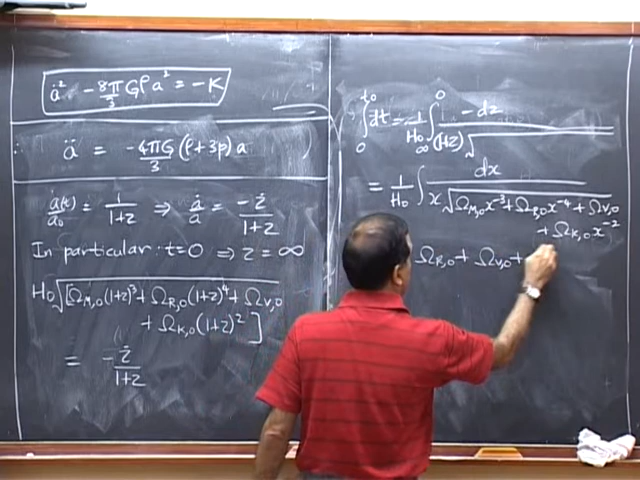 ȧ² - 8π/3 Gρa² = -K
∴ ä = -4πG/3 (ρ+3p) a
a(t)/a₀ = 1/(1+z) ⇒ ȧ/a = -ż/(1+z)
In particular: t=0 ⇒ z=∞
H₀√[Ω_M,0(1+z)³+Ω_R,0(1+z)⁴+Ω_V,0
+ Ω_K,0(1+z)²]
= -ż/(1+z)
∫₀^t₀ dt = 1/H₀ ∫_∞^0 -dz/((1+z)√
= 1/H₀ ∫ dx/(x√(Ω_M,0 x⁻³+Ω_R,0 x⁻⁴+Ω_V,0
+ Ω_K,0 x⁻²
Ω_R,0 + Ω_V,0 +